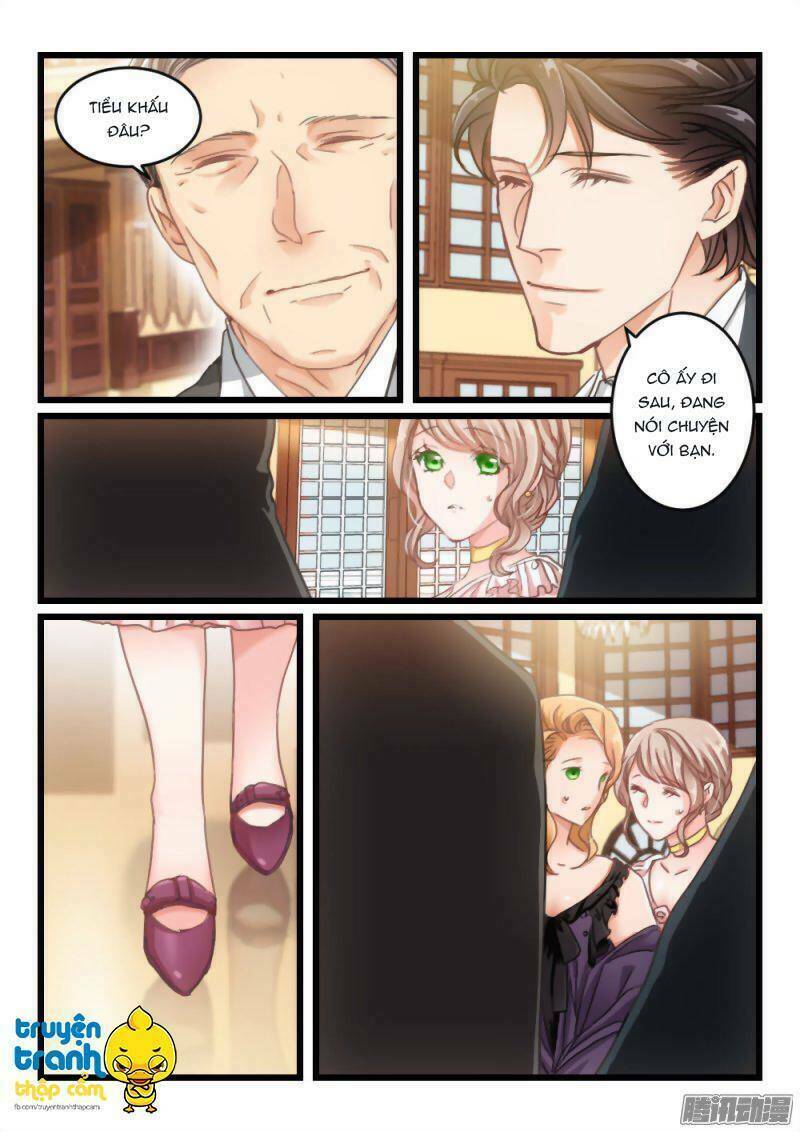 TIỂU KHẤU
ĐÂU?
CÔ ẤY ĐI
SAU, ĐANG
NÓI CHUYỆN
VỚI BẠN.
truyện
tranh
thập cẩm
fb.com/truyentranhthapcam
腾讯动漫